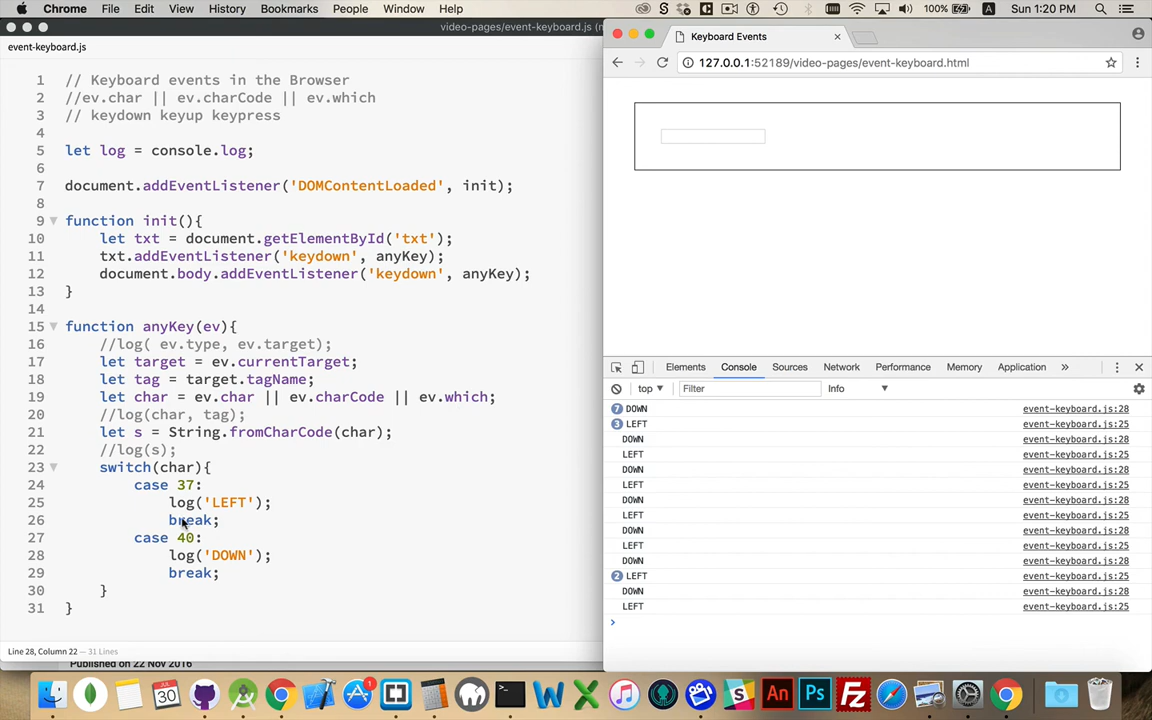 Chrome File Edit View History Bookmarks People Window Help 100% A Sun 1:20 PM
video-pages/event-keyboard.js
event-keyboard.js
1 // Keyboard events in the Browser
2 //ev.char || ev.charCode || ev.which
3 // keydown keyup keypress
4
5 let log = console.log;
6
7 document.addEventListener('DOMContentLoaded', init);
8
9 function init(){
10 let txt = document.getElementById('txt');
11 txt.addEventListener('keydown', anyKey);
12 document.body.addEventListener('keydown', anyKey);
13 }
14
15 function anyKey(ev){
16 //log( ev.type, ev.target);
17 let target = ev.currentTarget;
18 let tag = target.tagName;
19 let char = ev.char || ev.charCode || ev.which;
20 //log(char, tag);
21 let s = String.fromCharCode(char);
22 //log(s);
23 switch(char){
24 case 37:
25 log('LEFT');
26 break;
27 case 40:
28 log('DOWN');
29 break;
30 }
31 }
Line 28, Column 22 — 31 Lines
Published on 22 Nov 2016
Keyboard Events
127.0.0.1:52189/video-pages/event-keyboard.html
Elements Console Sources Network Performance Memory Application »
top Filter Info
7 DOWN event-keyboard.js:28
3 LEFT event-keyboard.js:25
DOWN event-keyboard.js:28
LEFT event-keyboard.js:25
DOWN event-keyboard.js:28
LEFT event-keyboard.js:25
DOWN event-keyboard.js:28
LEFT event-keyboard.js:25
DOWN event-keyboard.js:28
LEFT event-keyboard.js:25
DOWN event-keyboard.js:28
2 LEFT event-keyboard.js:25
DOWN event-keyboard.js:28
LEFT event-keyboard.js:25
JUL
30
1
W
X
S
An
Ps
Fz